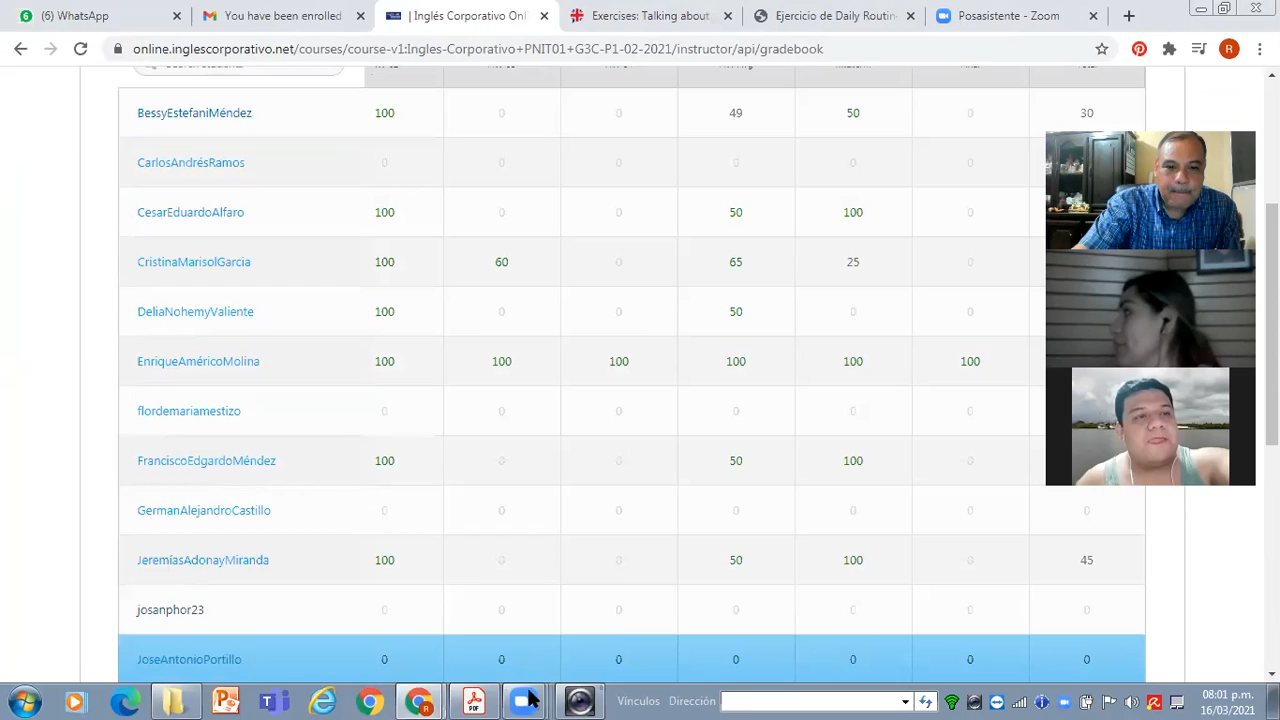 (6) WhatsApp
You have been enrolled
| Inglés Corporativo Onl
Exercises: Talking about
Ejercicio de Daily Routin
Posasistente - Zoom
online.inglescorporativo.net/courses/course-v1:Ingles-Corporativo+PNIT01+G3C-P1-02-2021/instructor/api/gradebook
R
BessyEstefaniMéndez 100 0 0 49 50 0 30
CarlosAndrésRamos 0 0 0 2 0 0
CesarEduardoAlfaro 100 0 0 50 100 0
CristinaMarisolGarcia 100 60 0 65 25 0
DeliaNohemyValiente 100 0 0 50 0 0
EnriqueAméricoMolina 100 100 100 100 100 100
flordemariamestizo 0 0 0 0 0 0
FranciscoEdgardoMéndez 100 0 0 50 100 0
GermanAlejandroCastillo 0 0 0 0 0 0 0
JeremíasAdonayMiranda 100 0 0 50 100 0 45
josanphor23 0 0 0 0 0 0 0
JoseAntonioPortillo 0 0 0 0 0 0 0
Vínculos Dirección
08:01 p.m.
16/03/2021